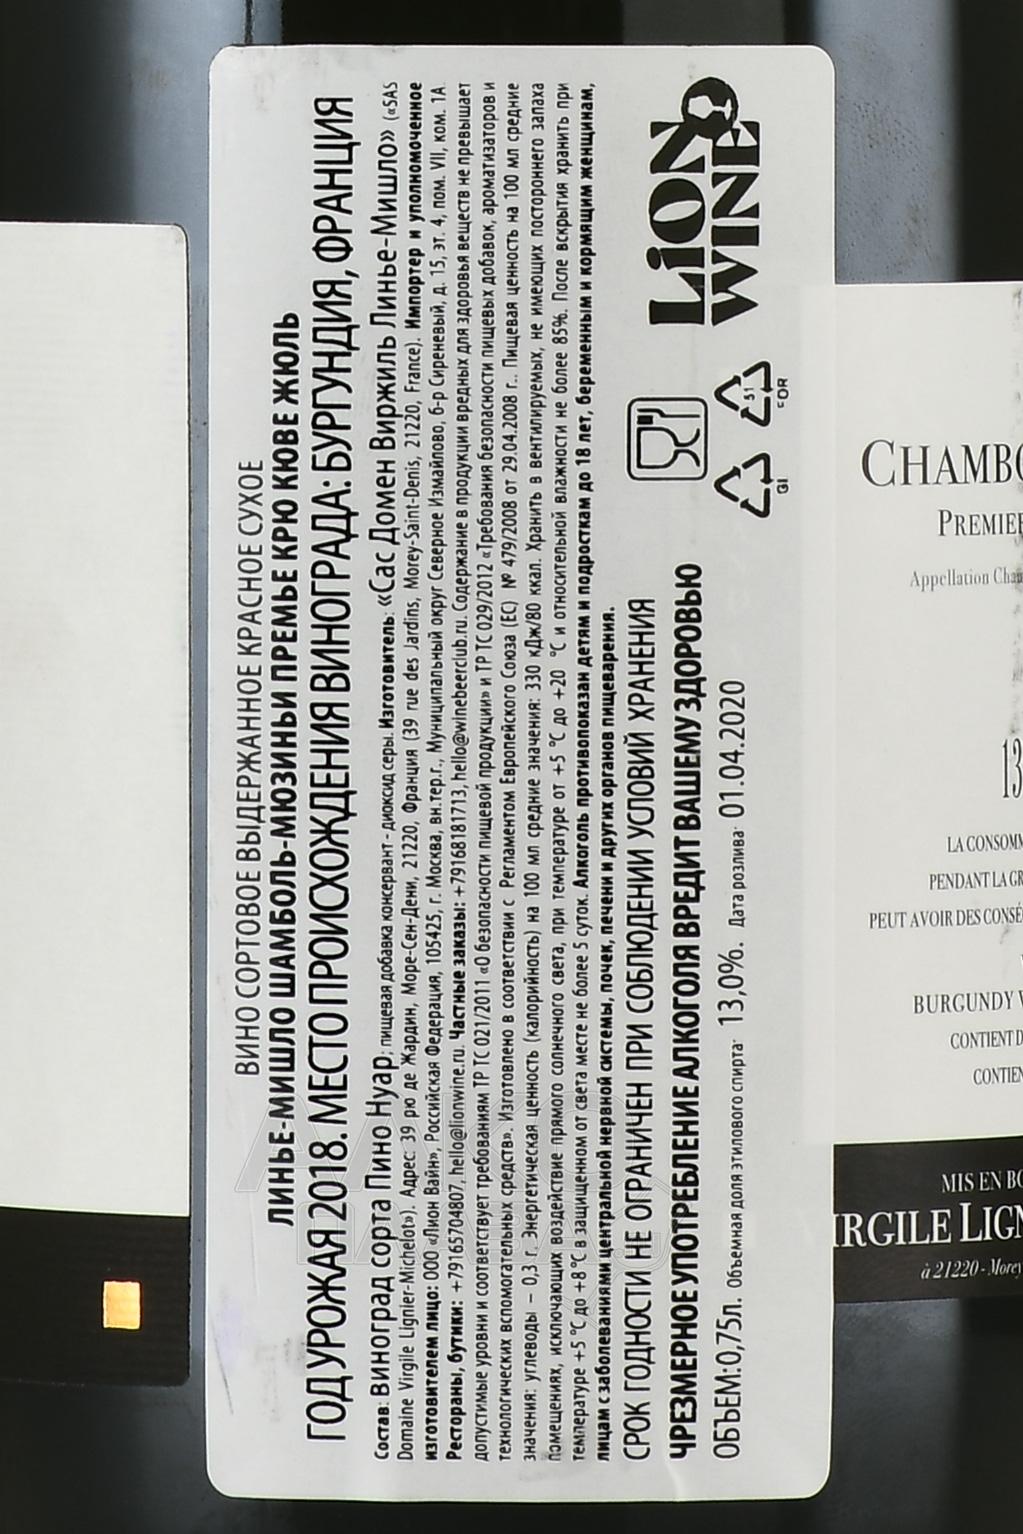 ВИНО СОРТОВОЕ ВЫДЕРЖАННОЕ КРАСНОЕ СУХОЕ
ЛИНЬЕ-МИШЛО ШАМБОЛЬ-МЮЗИНЬИ ПРЕМЬЕ КРЮ КЮВЕ ЖЮЛЬ
ГОД УРОЖАЯ 2018. МЕСТО ПРОИСХОЖДЕНИЯ ВИНОГРАДА: БУРГУНДИЯ, ФРАНЦИЯ
Состав: Виноград сорта Пино Нуар; пищевая добавка консервант - диоксид серы. Изготовитель: «Сас Домен Виржиль Линье-Мишло» («SAS
Domaine Virgile Lignier-Michelot»). Адрес: 39 рю де Жардин, Море-Сен-Дени, 21220, Франция (39 rue des Jardins, Morey-Saint-Denis, 21220, France). Импортер и уполномоченное
изготовителем лицо: ООО «Лион Вайн», Российская Федерация, 105425, г. Москва, вн.тер.г., Муниципальный округ Северное Измайлово, б-р Сиреневый, д. 15, эт. 4, пом. VII, ком. 1А.
Рестораны, бутики: +79165704807, hello@lionwine.ru. Частные заказы: +79168181713, hello@winebeerclub.ru. Содержание в продукции вредных для здоровья веществ не превышает
допустимые уровни и соответствует требованиям ТР ТС 021/2011 «О безопасности пищевой продукции» и ТР ТС 029/2012 «Требования безопасности пищевых добавок, ароматизаторов и
технологических вспомогательных средств». Изготовлено в соответствии с Регламентом Европейского Союза (ЕС) № 479/2008 от 29.04.2008 г.. Пищевая ценность на 100 мл средние
значения: углеводы – 0,3 г. Энергетическая ценность (калорийность) на 100 мл средние значения: 330 кДж/80 ккал. Хранить в вентилируемых, не имеющих постороннего запаха
помещениях, исключающих воздействие прямого солнечного света, при температуре от +5 °С до +20 °С и относительной влажности не более 85%. После вскрытия хранить при
температуре +5 °С до +8 °С в защищенном от света месте не более 5 суток. Алкоголь противопоказан детям и подросткам до 18 лет, беременным и кормящим женщинам,
лицам с заболеваниями центральной нервной системы, почек, печени и других органов пищеварения.
СРОК ГОДНОСТИ НЕ ОГРАНИЧЕН ПРИ СОБЛЮДЕНИИ УСЛОВИЙ ХРАНЕНИЯ
ЧРЕЗМЕРНОЕ УПОТРЕБЛЕНИЕ АЛКОГОЛЯ ВРЕДИТ ВАШЕМУ ЗДОРОВЬЮ
ОБЪЕМ:0,75л. Объемная доля этилового спирта: 13,0%. Дата розлива: 01.04.2020
GI
51
FOR
LiON
WINE
CHAMBO
PREMIER
Appellation Cham
13
LA CONSOMM
PENDANT LA GR
PEUT AVOIR DES CONSÉ
BURGUNDY W
CONTIENT D
CONTIEN
MIS EN BO
IRGILE LIGN
à 21220 - Morey